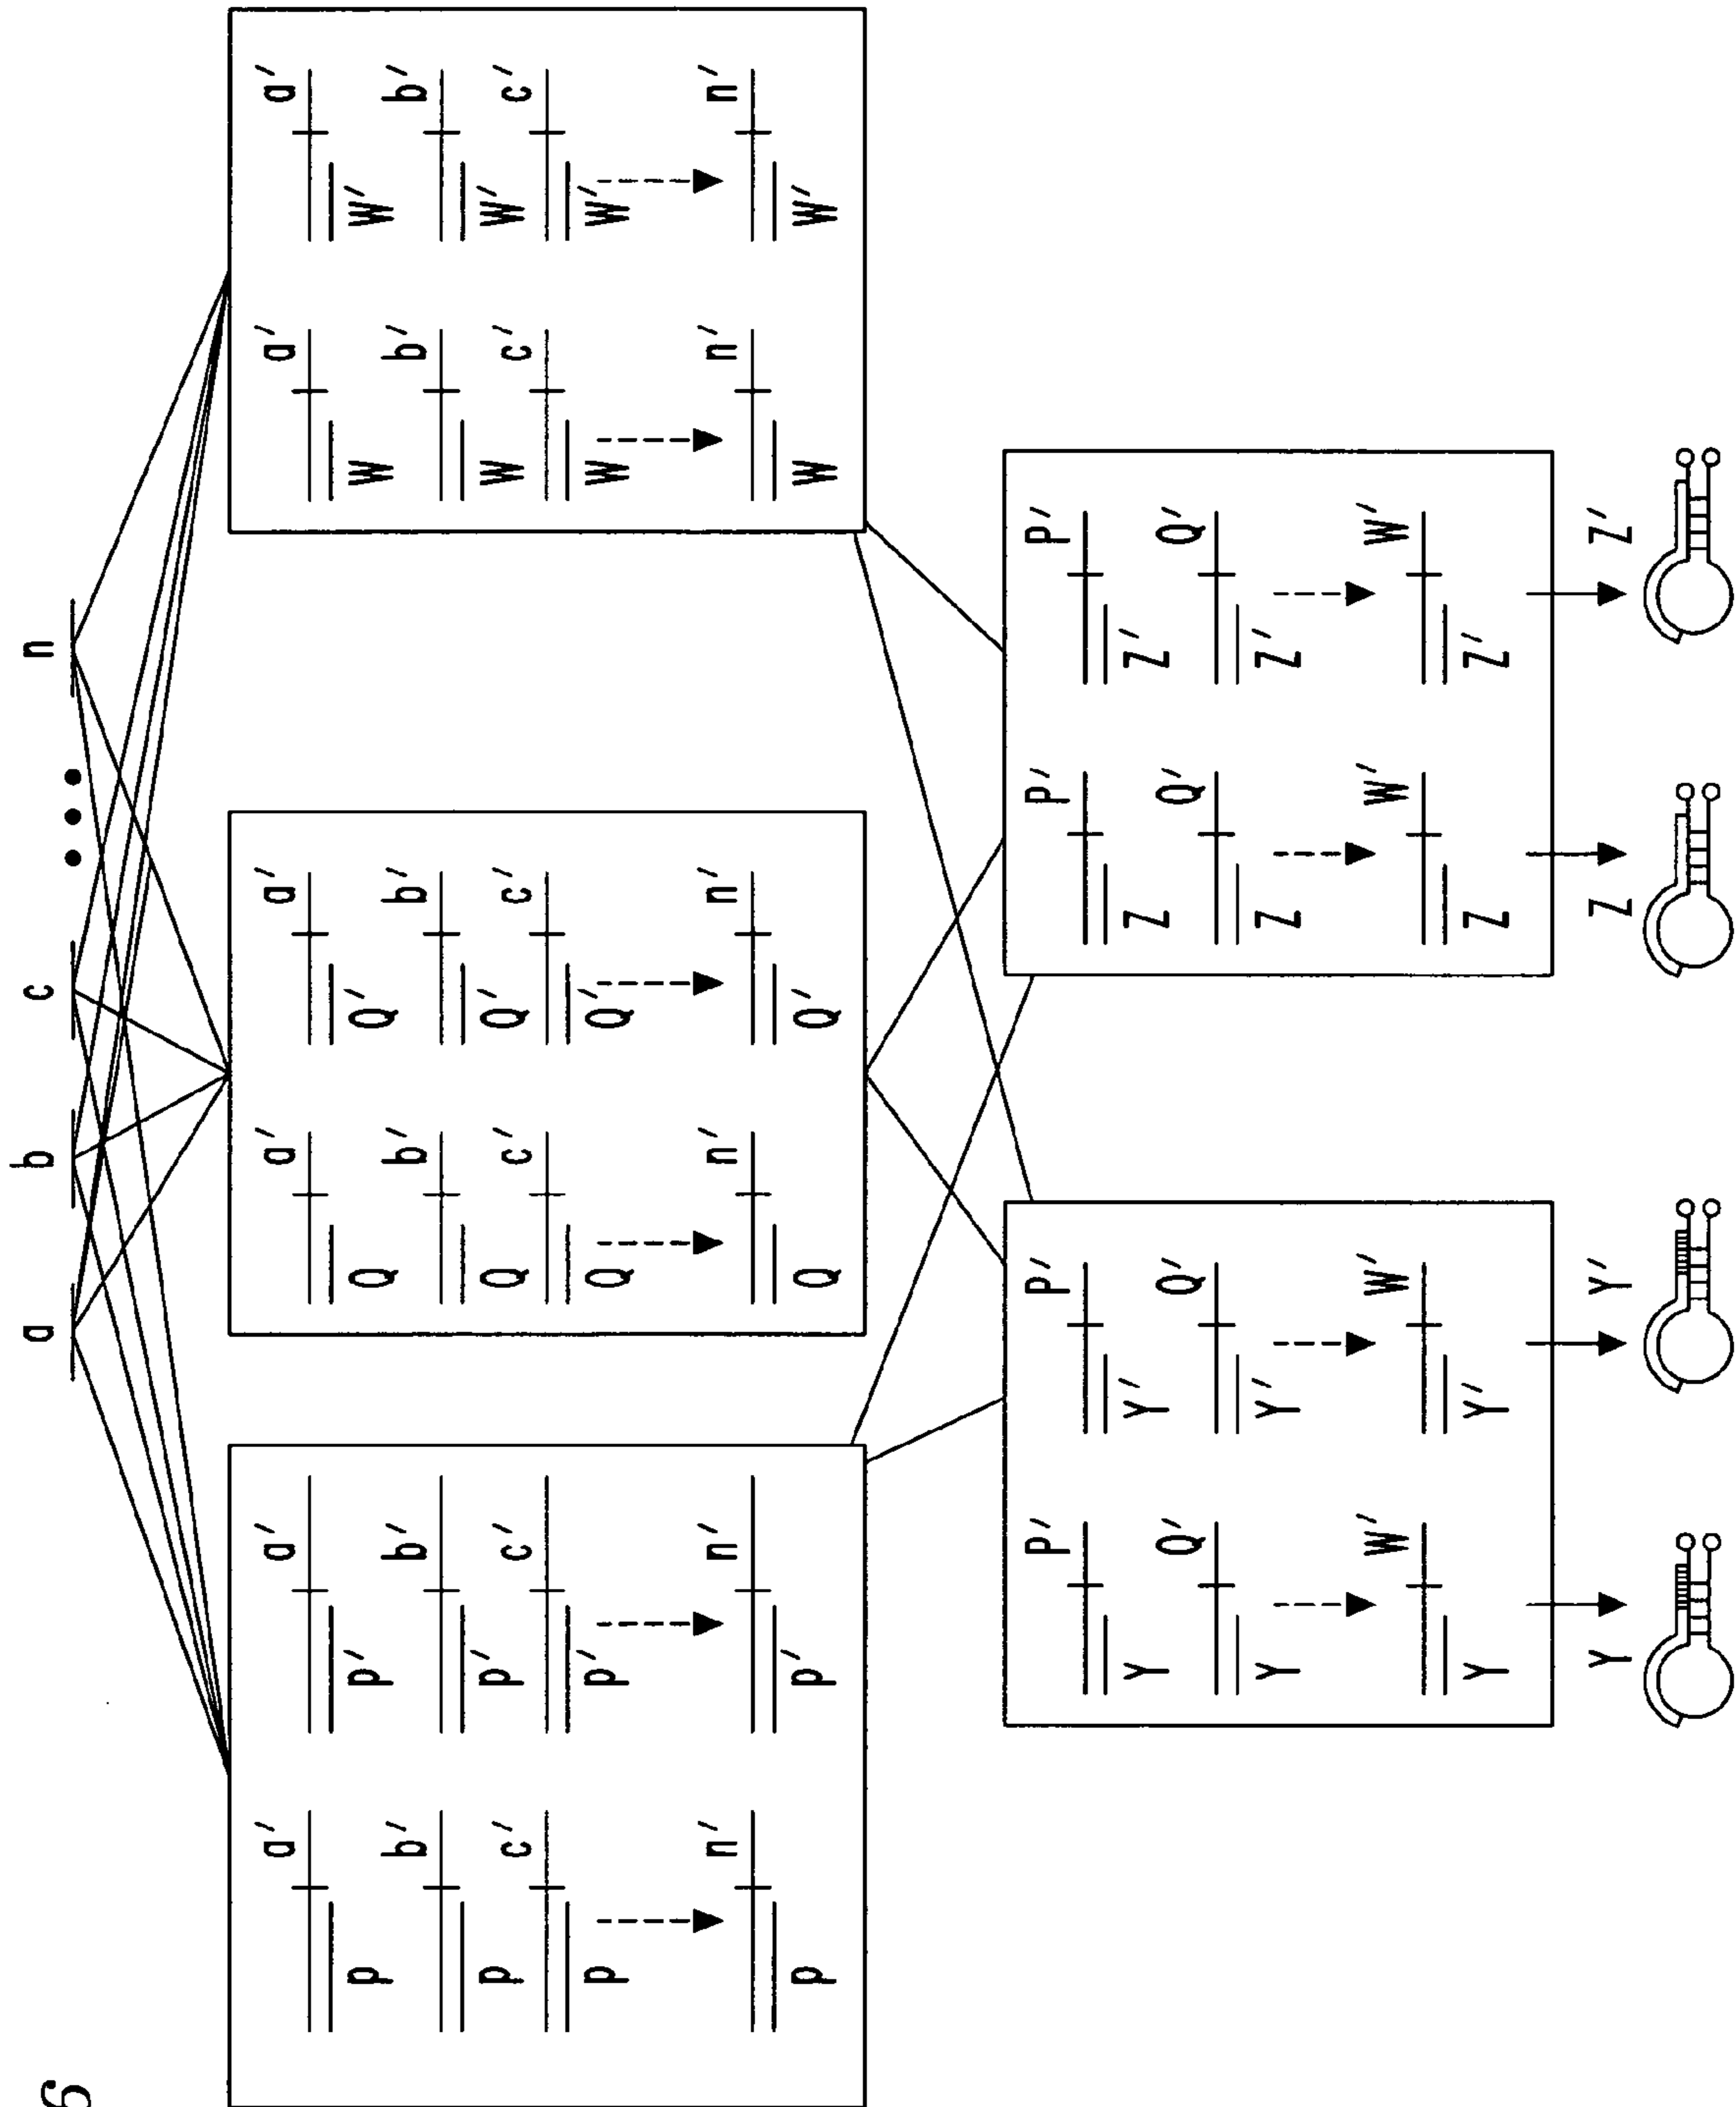 6
a b c ••• n
a′ a′ a′ a′ a′ a′
p p′ Q Q′ W W′
b′ b′ b′ b′ b′ b′
p p′ Q Q′ W W′
c′ c′ c′ c′ c′ c′
p p′ Q Q′ W W′
n′ n′ n′ n′ n′ n′
p p′ Q Q′ W W′
P′ P′ P′ P′
Y Y′ Z Z′
Q′ Q′ Q′ Q′
Y Y′ Z Z′
W′ W′ W′ W′
Y Y′ Z Z′
Y Y′ Z Z′